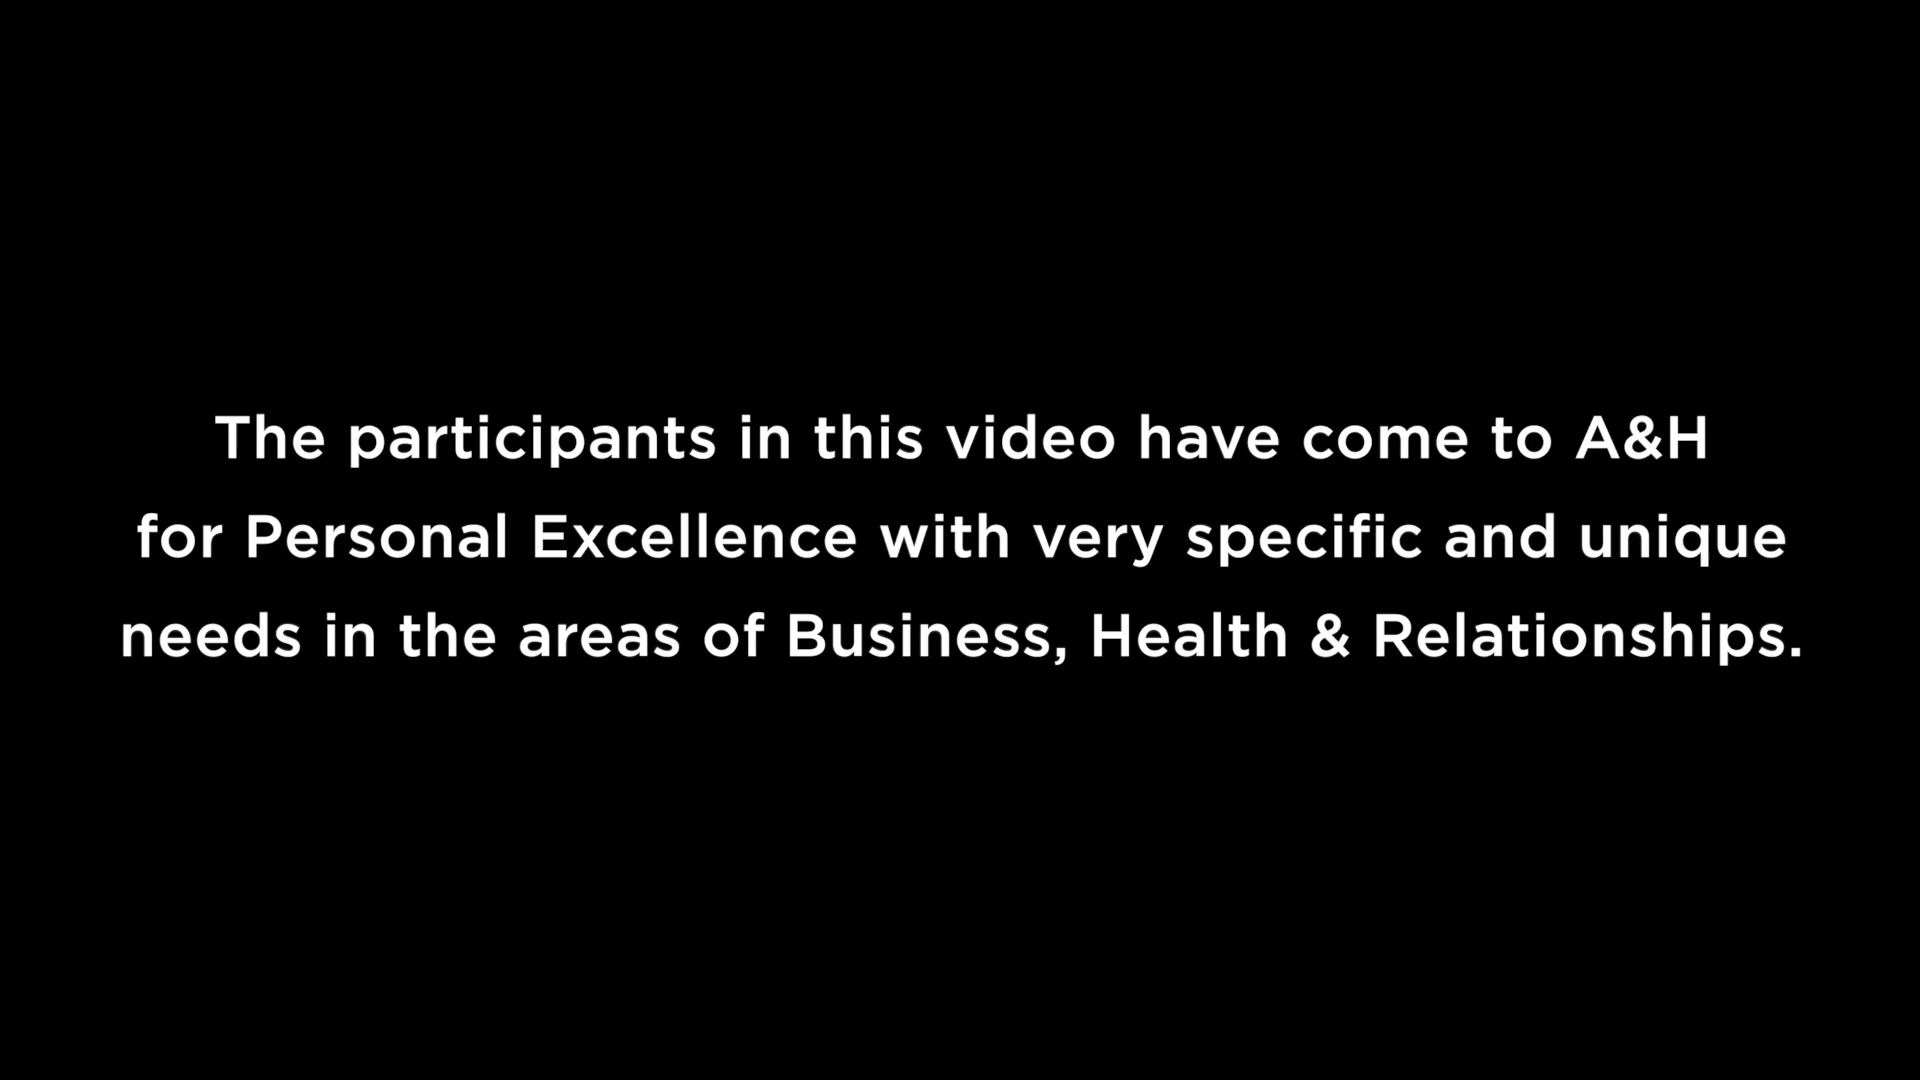 The participants in this video have come to A&H
for Personal Excellence with very specific and unique
needs in the areas of Business, Health & Relationships.